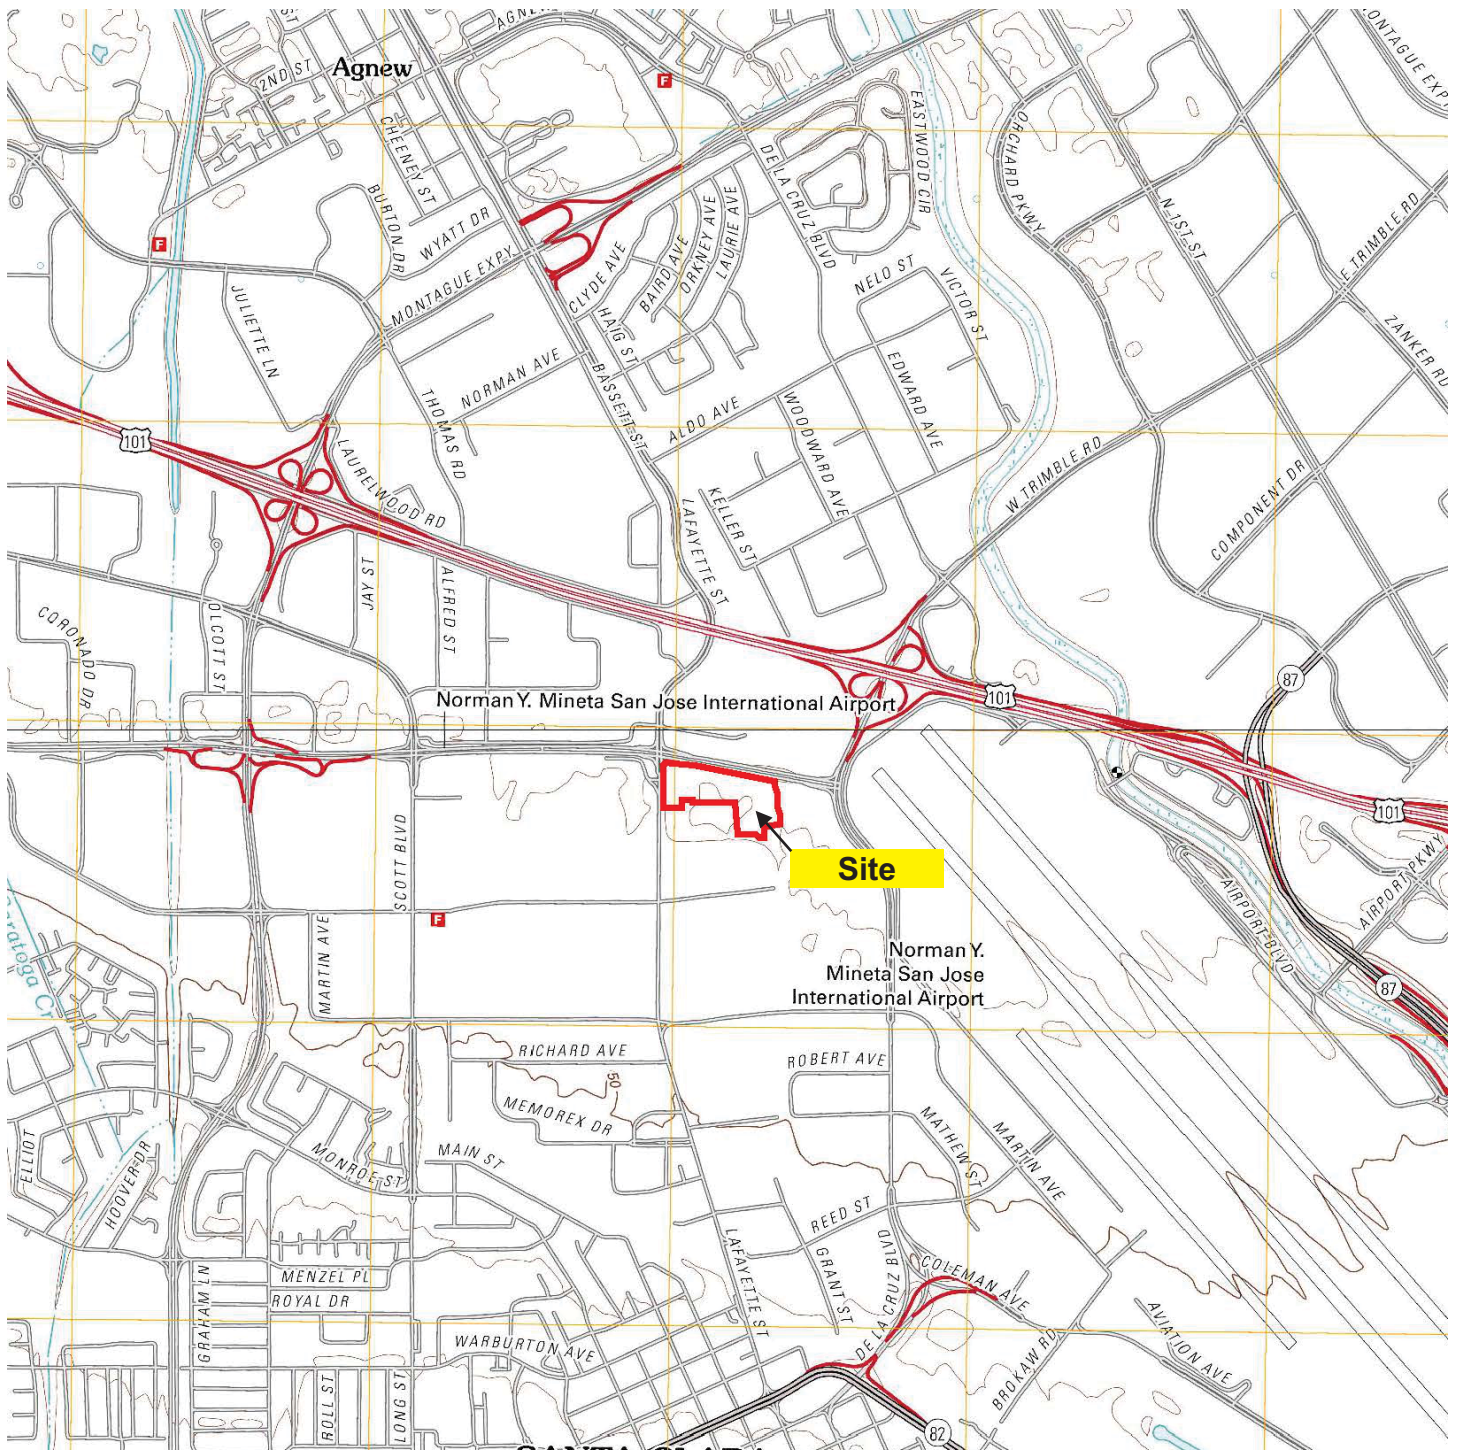 AGNEW
ST
2ND ST
Agnew
F
MONTAGUE EXPY
CHEENEY ST
EASTWOOD CIR
ORCHARD PKWY
DE LA CRUZ BLVD
N 1ST ST
E TRIMBLE RD
BURTON DR
WYATT DR
F
MONTAGUE EXPY
CLYDE AVE
BAIRD AVE
ORKNEY AVE
LAURIE AVE
NELO ST
VICTOR ST
JULIETTE LN
HAIG ST
ZANKER RD
NORMAN AVE
THOMAS RD
BASSETT ST
EDWARD AVE
ALDO AVE
WOODWARD AVE
101
LAURELWOOD RD
W TRIMBLE RD
COMPONENT DR
KELLER ST
LAFAYETTE ST
JAY ST
ALFRED ST
OLCOTT ST
CORONADO DR
87
Norman Y. Mineta San Jose International Airport
101
101
SCOTT BLVD
Site
AIRPORT PKWY
AIRPORT BLVD
F
MARTIN AVE
Saratoga Cr
Norman Y.
Mineta San Jose
International Airport
87
RICHARD AVE
ROBERT AVE
50
MEMOREX DR
MATHEW ST
MARTIN AVE
ELLIOT
HOOVER DR
MONROE ST
MAIN ST
REED ST
LAFAYETTE ST
GRANT ST
DE LA CRUZ BLVD
COLEMAN AVE
MENZEL PL
ROYAL DR
GRAHAM LN
WARBURTON AVE
AVIATION AVE
BROKAW RD
ROLL ST
LONG ST
82